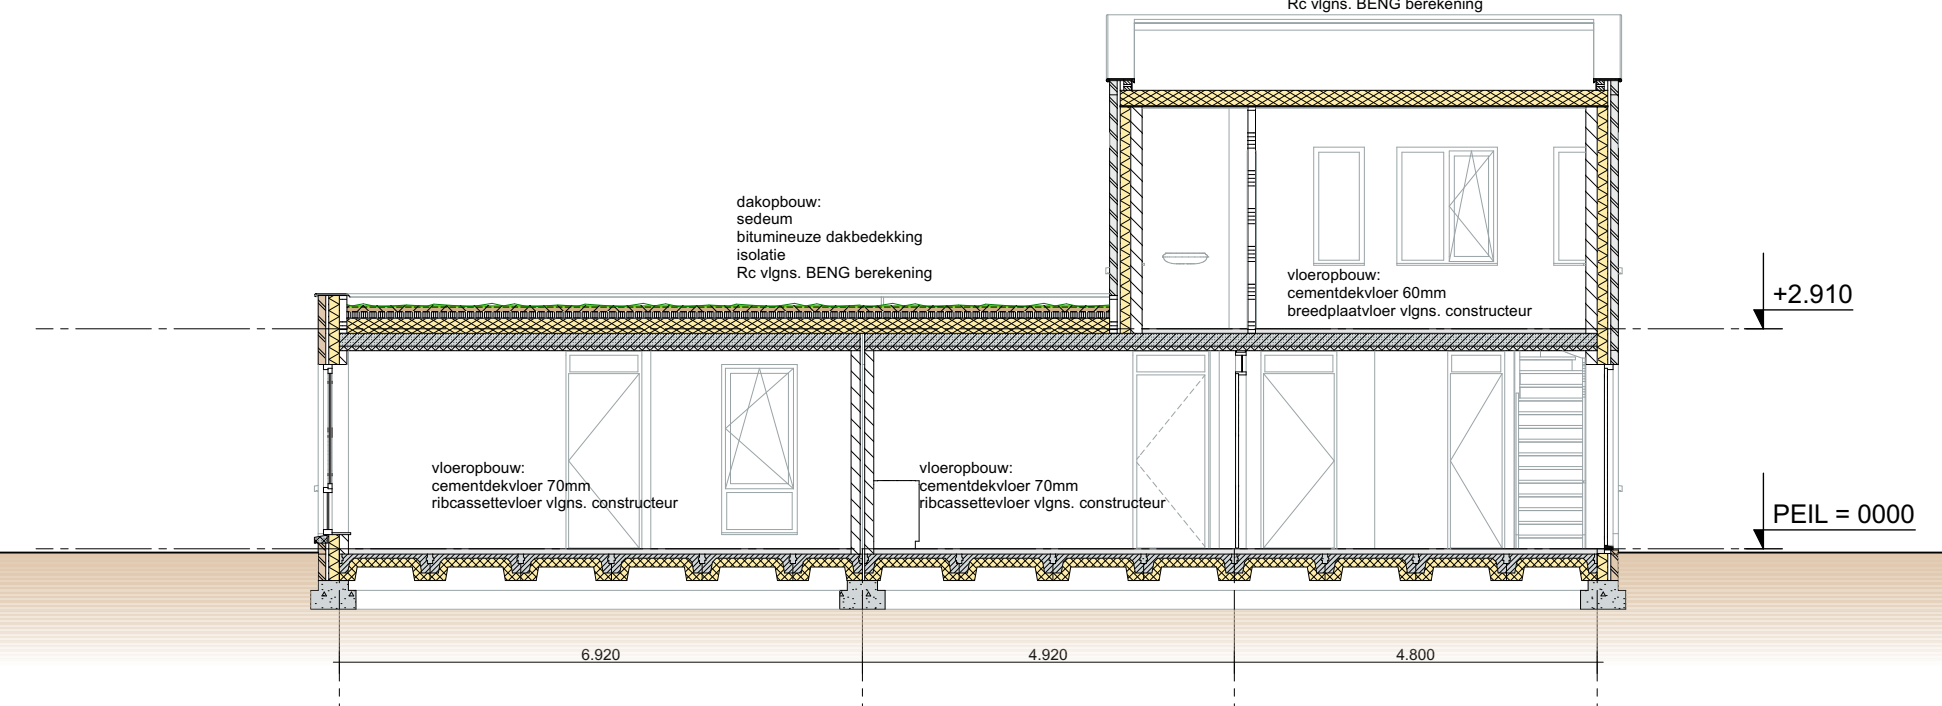 Rc vlgns. BENG berekening
dakopbouw:
sedeum
bitumineuze dakbedekking
isolatie
Rc vlgns. BENG berekening
vloeropbouw:
cementdekvloer 60mm
breedplaatvloer vlgns. constructeur
+2.910
vloeropbouw:
cementdekvloer 70mm
ribcassettevloer vlgns. constructeur
vloeropbouw:
cementdekvloer 70mm
ribcassettevloer vlgns. constructeur
PEIL = 0000
6.920
4.920
4.800